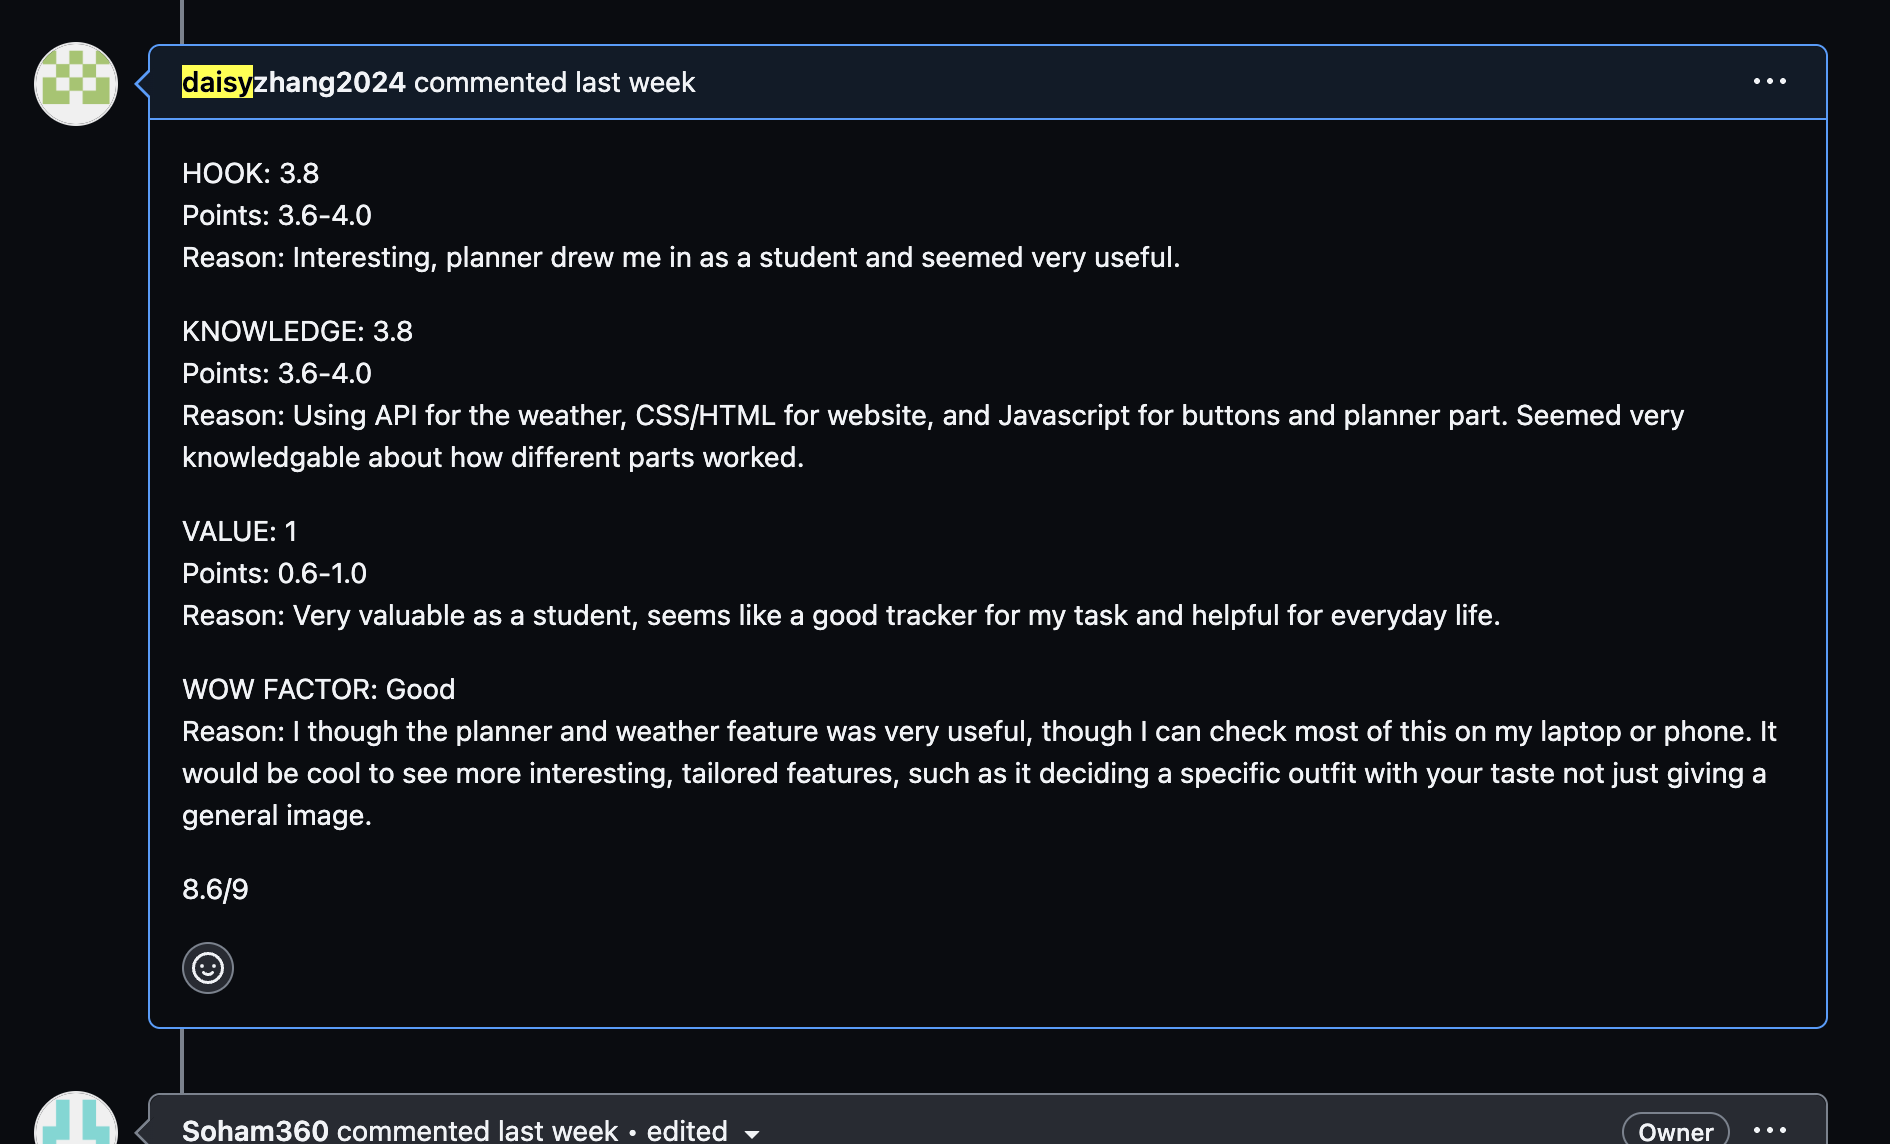 daisyzhang2024 commented last week
HOOK: 3.8
Points: 3.6-4.0
Reason: Interesting, planner drew me in as a student and seemed very useful.
KNOWLEDGE: 3.8
Points: 3.6-4.0
Reason: Using API for the weather, CSS/HTML for website, and Javascript for buttons and planner part. Seemed very
knowledgable about how different parts worked.
VALUE: 1
Points: 0.6-1.0
Reason: Very valuable as a student, seems like a good tracker for my task and helpful for everyday life.
WOW FACTOR: Good
Reason: I though the planner and weather feature was very useful, though I can check most of this on my laptop or phone. It
would be cool to see more interesting, tailored features, such as it deciding a specific outfit with your taste not just giving a
general image.
8.6/9
Soham360 commented last week • edited Owner